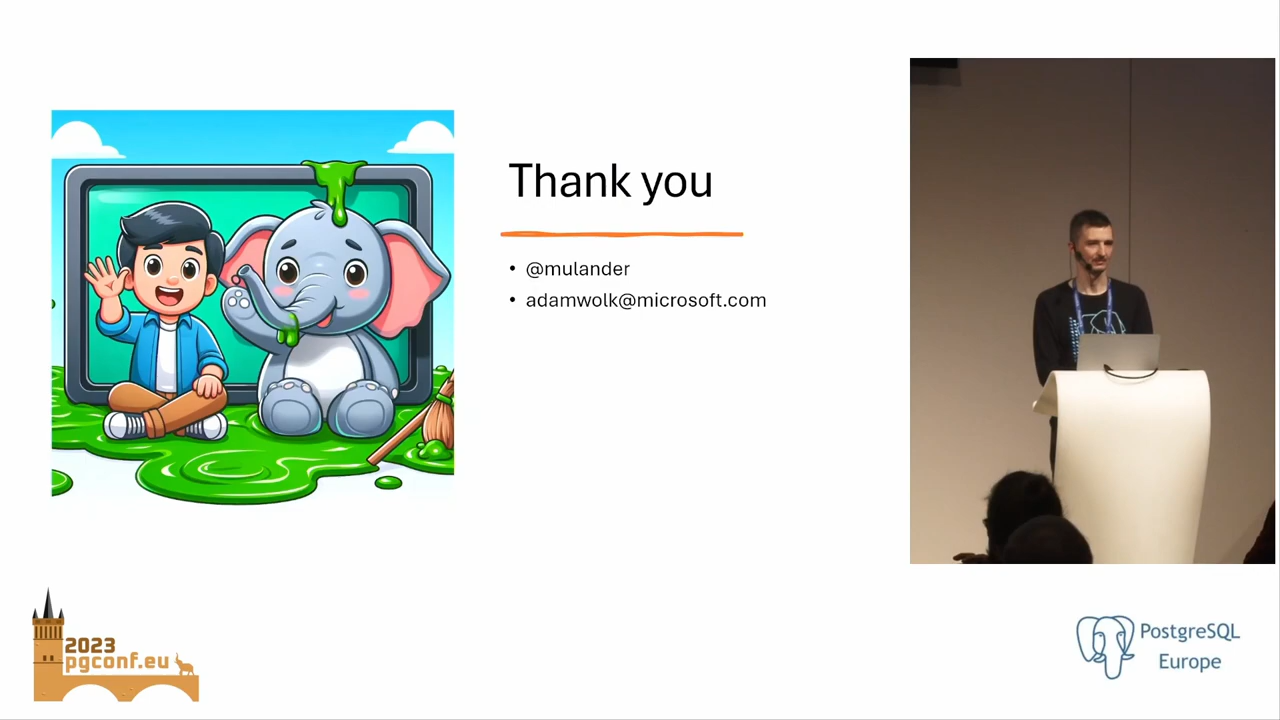 Thank you
• @mulander
• adamwolk@microsoft.com
2023
pgconf.eu
PostgreSQL
Europe